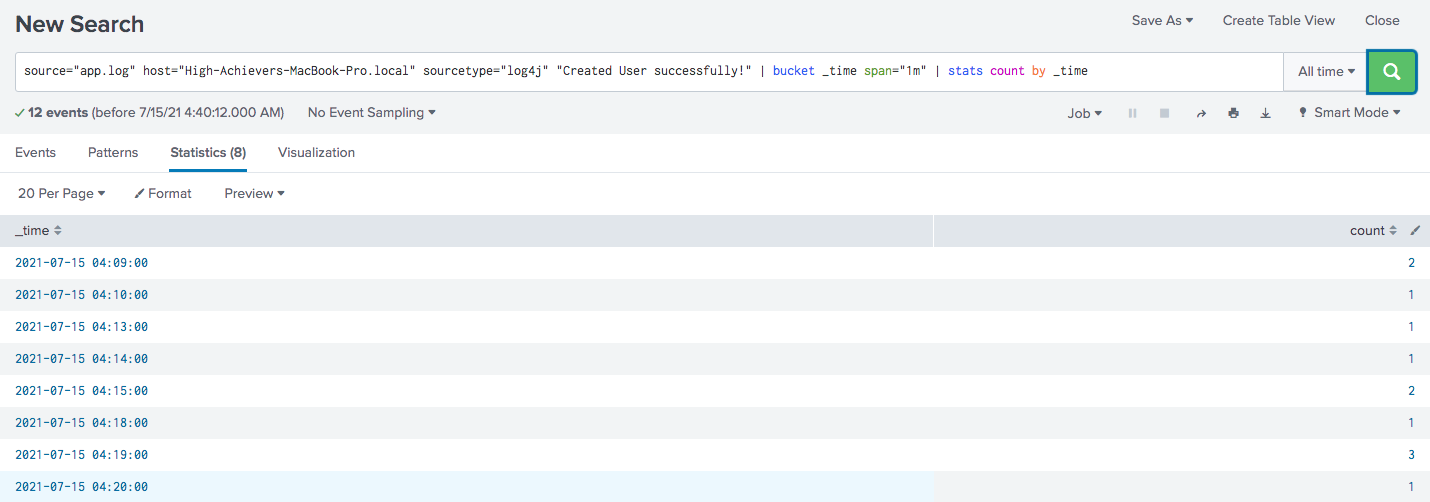 New Search
Save As Create Table View Close
source="app.log" host="High-Achievers-MacBook-Pro.local" sourcetype="log4j" "Created User successfully!" | bucket _time span="1m" | stats count by _time
All time
12 events (before 7/15/21 4:40:12.000 AM) No Event Sampling
Job Smart Mode
Events Patterns Statistics (8) Visualization
20 Per Page Format Preview
_time count
2021-07-15 04:09:00 2
2021-07-15 04:10:00 1
2021-07-15 04:13:00 1
2021-07-15 04:14:00 1
2021-07-15 04:15:00 2
2021-07-15 04:18:00 1
2021-07-15 04:19:00 3
2021-07-15 04:20:00 1